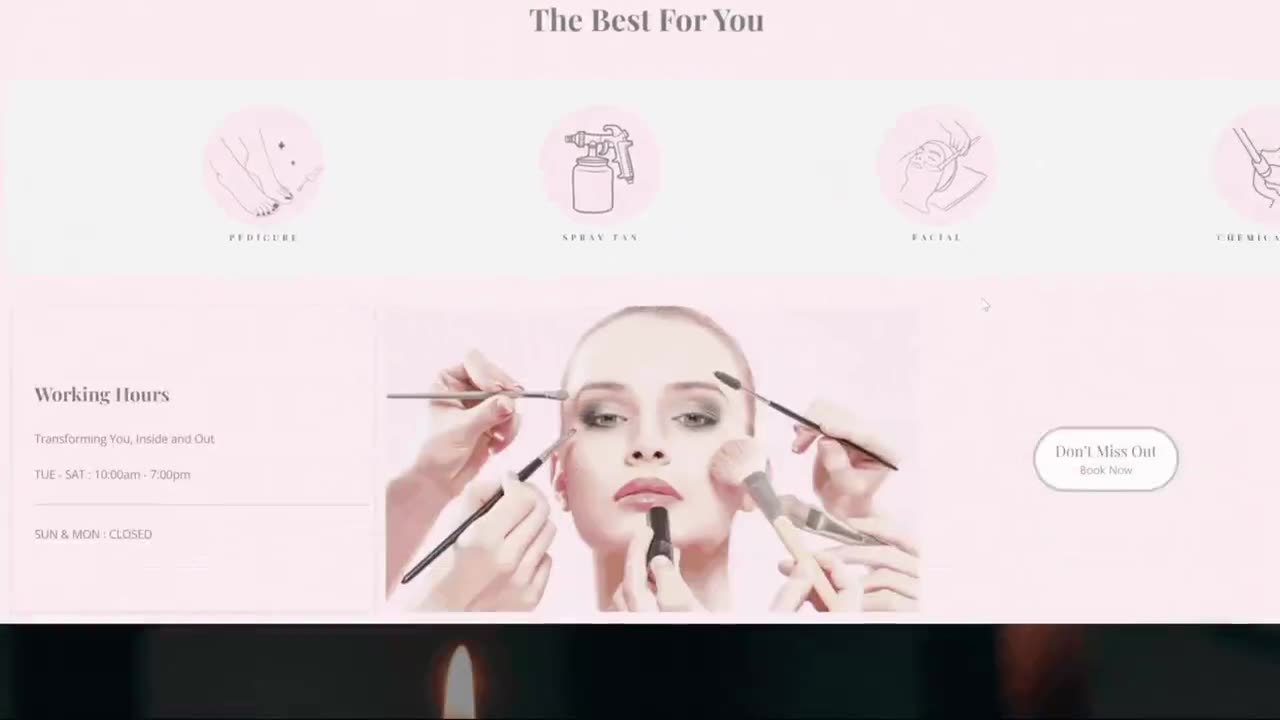 The Best For You
PEDICURE
SPRAY TAN
FACIAL
CHEMICA
Working Hours
Transforming You, Inside and Out
TUE - SAT : 10:00am - 7:00pm
SUN & MON : CLOSED
Don't Miss Out
Book Now